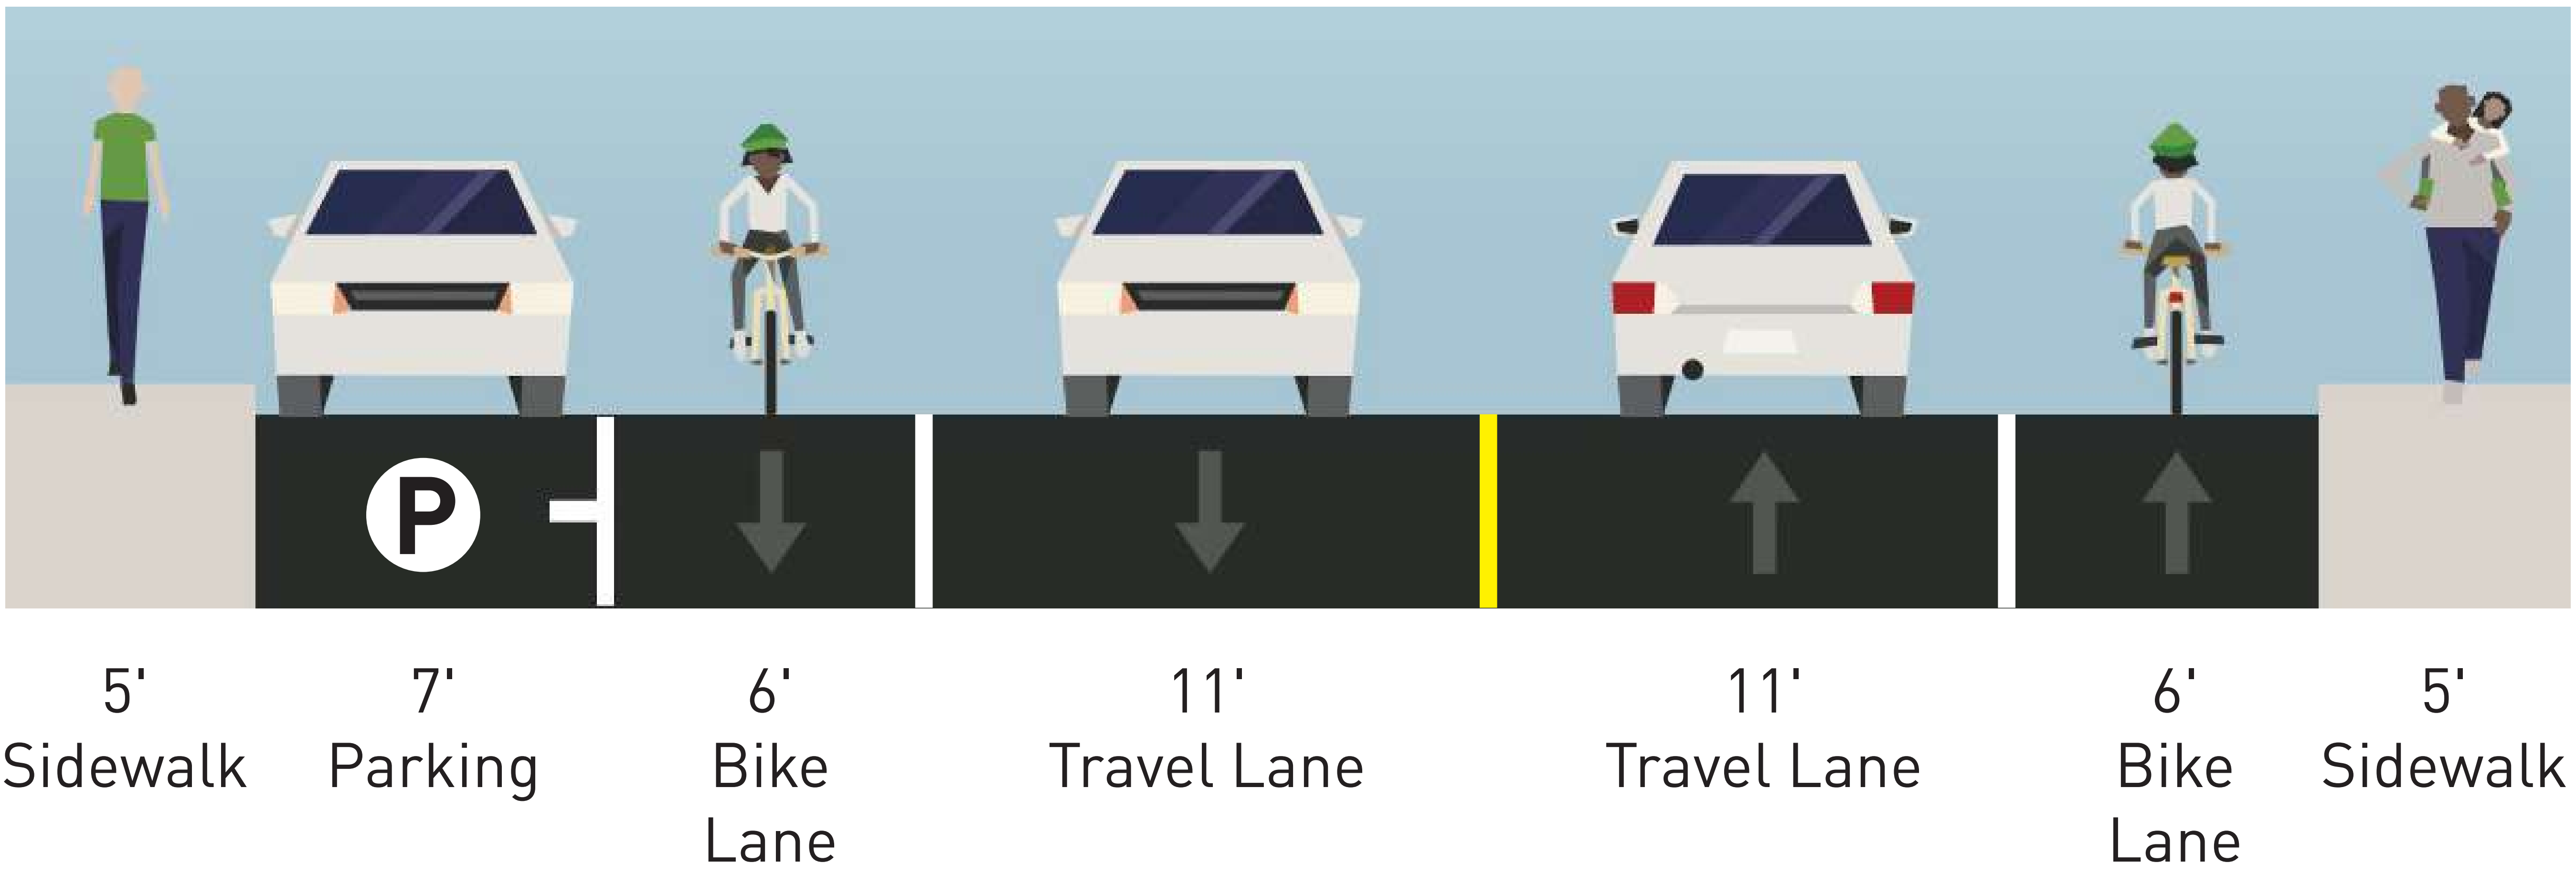 P
5' 7' 6' 11' 11' 6' 5'
Sidewalk Parking Bike Travel Lane Travel Lane Bike Sidewalk
Lane Lane